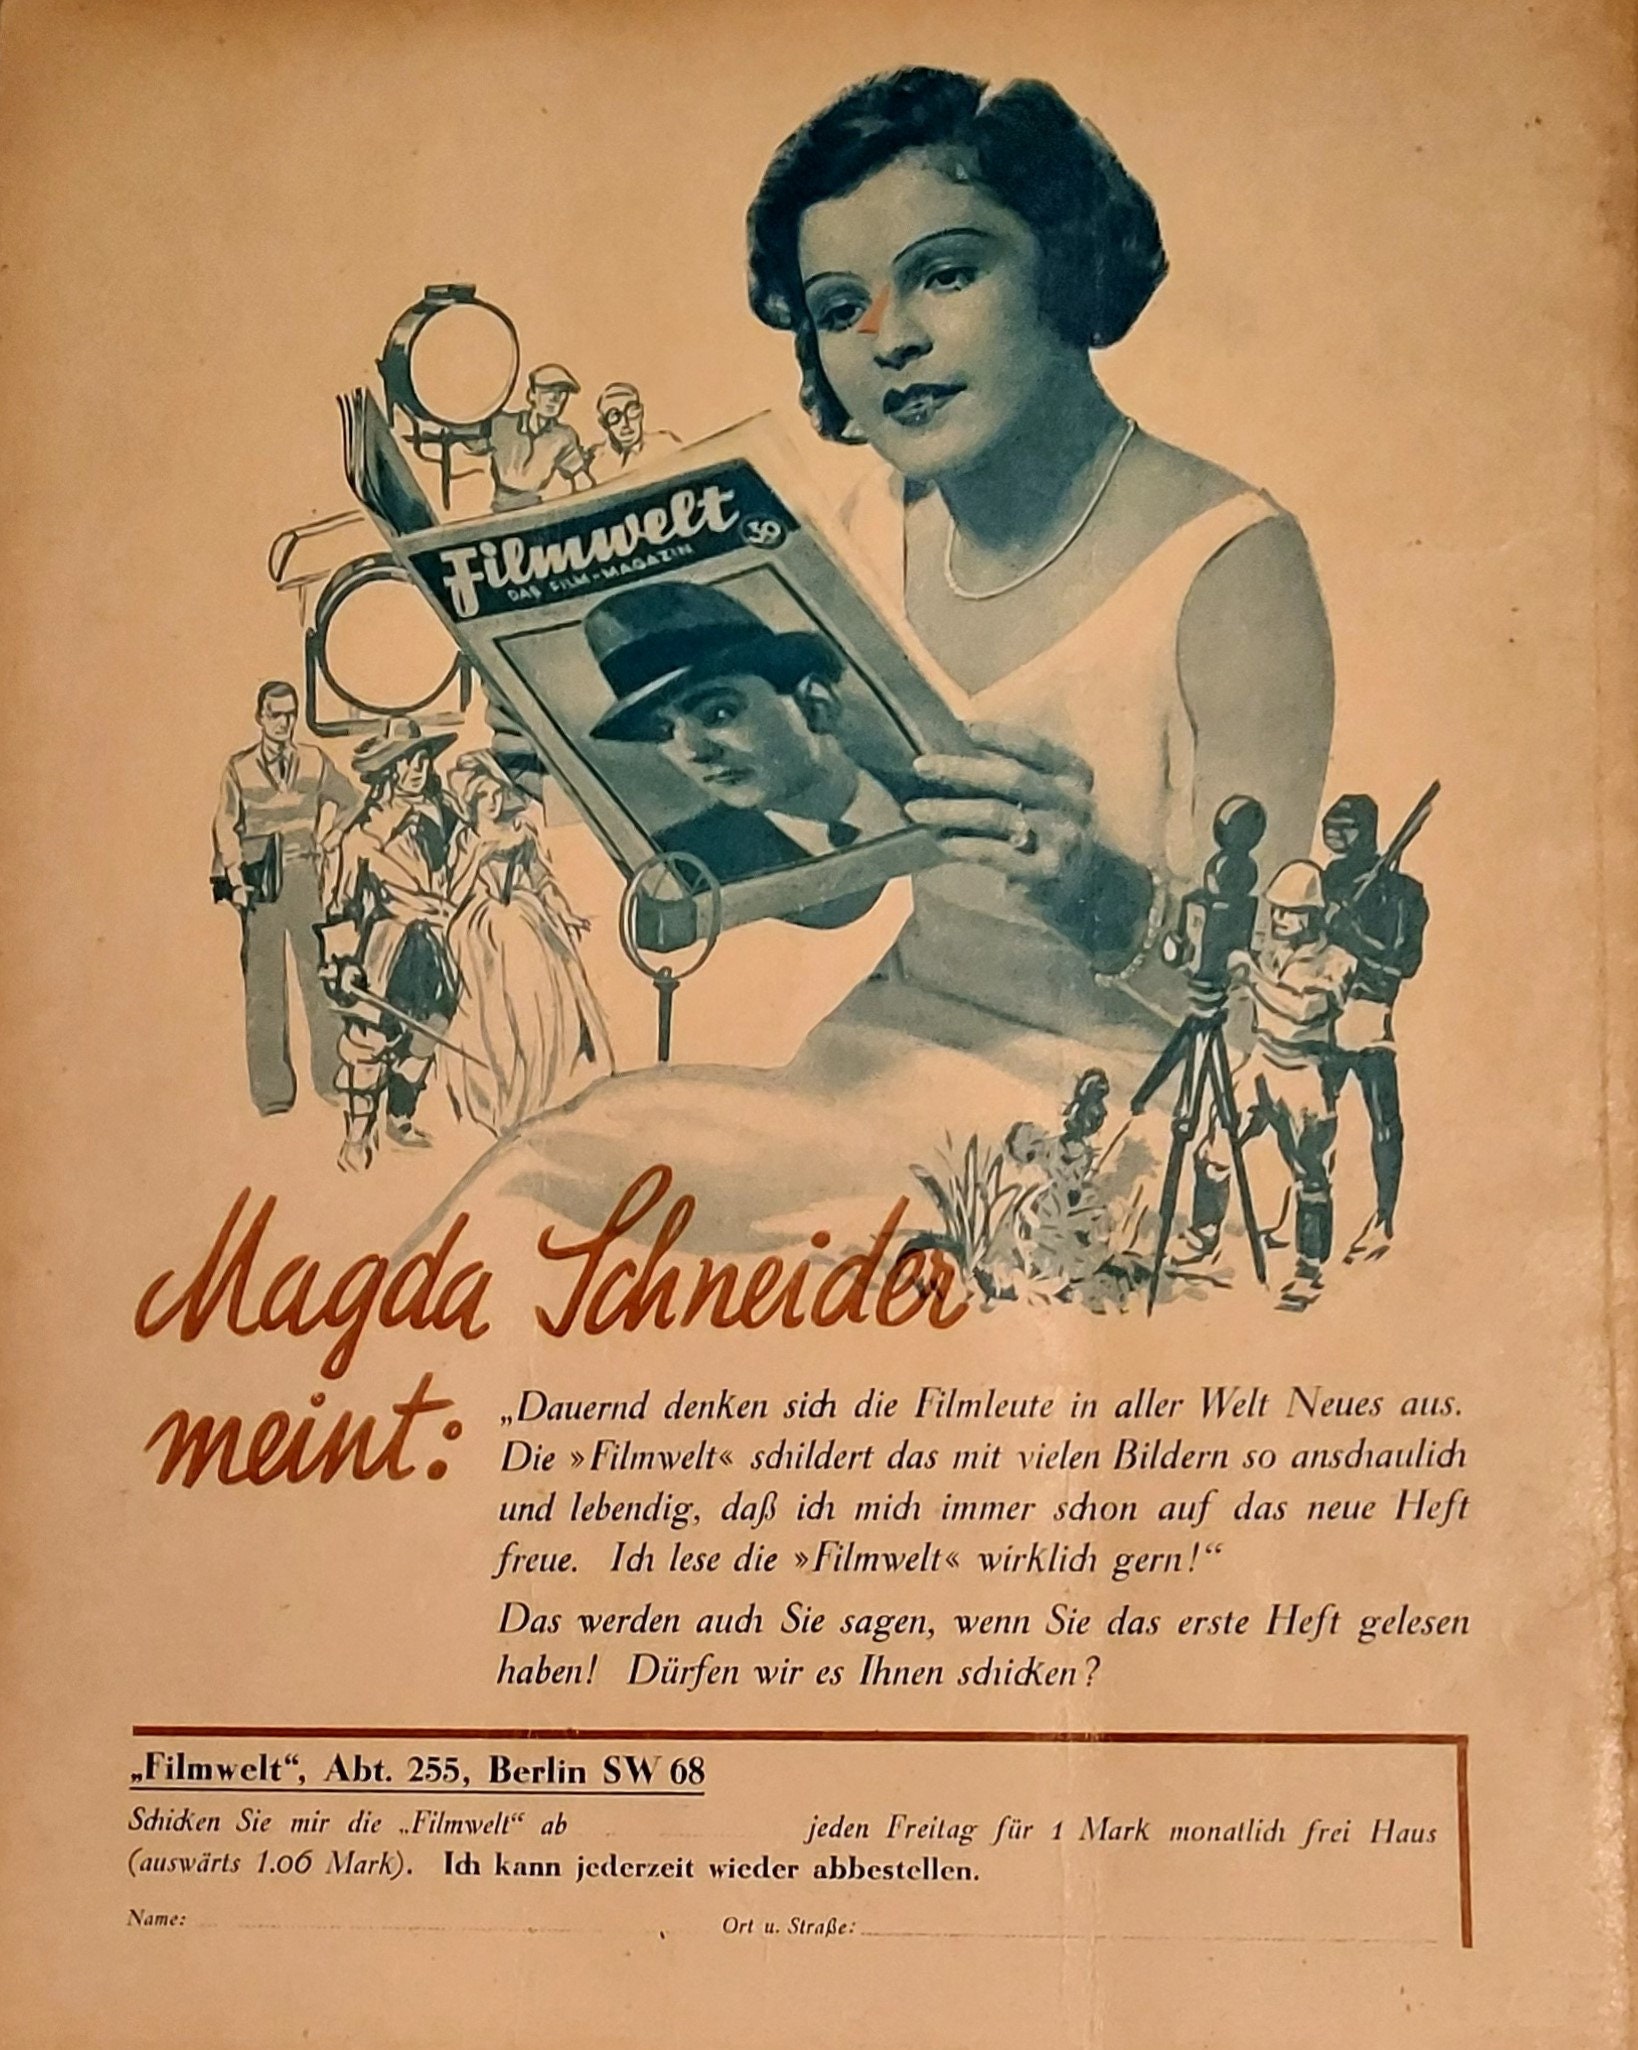 Filmwelt
DAS FILM-MAGAZIN
30
Magda Schneider
meint:
„Dauernd denken sich die Filmleute in aller Welt Neues aus.
Die »Filmwelt« schildert das mit vielen Bildern so anschaulich
und lebendig, daß ich mich immer schon auf das neue Heft
freue. Ich lese die »Filmwelt« wirklich gern!“
Das werden auch Sie sagen, wenn Sie das erste Heft gelesen
haben! Dürfen wir es Ihnen schicken?
„Filmwelt“, Abt. 255, Berlin SW 68
Schicken Sie mir die „Filmwelt“ ab jeden Freitag für 1 Mark monatlich frei Haus
(auswärts 1.06 Mark). Ich kann jederzeit wieder abbestellen.
Name: Ort u. Straße: